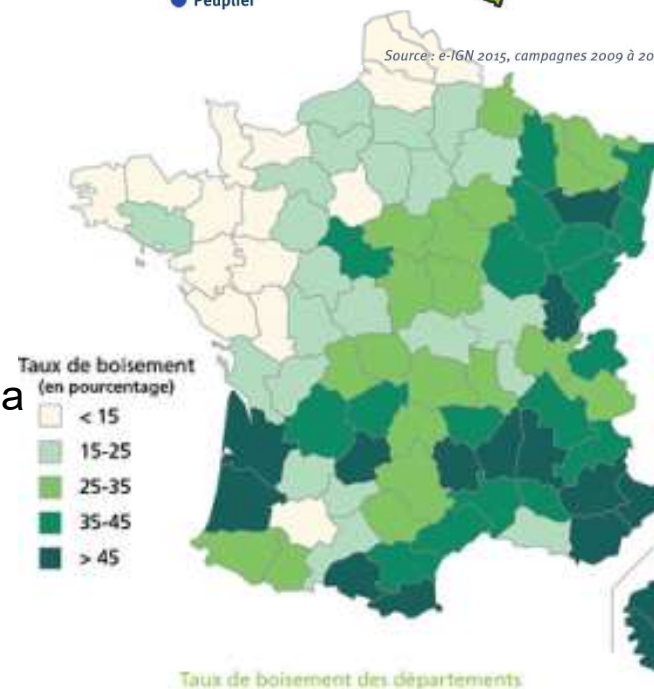 Peuplier
Source : e-IGN 2015, campagnes 2009 à 20
Taux de boisement
(en pourcentage)
a
< 15
15-25
25-35
35-45
> 45
Taux de boisement des départements